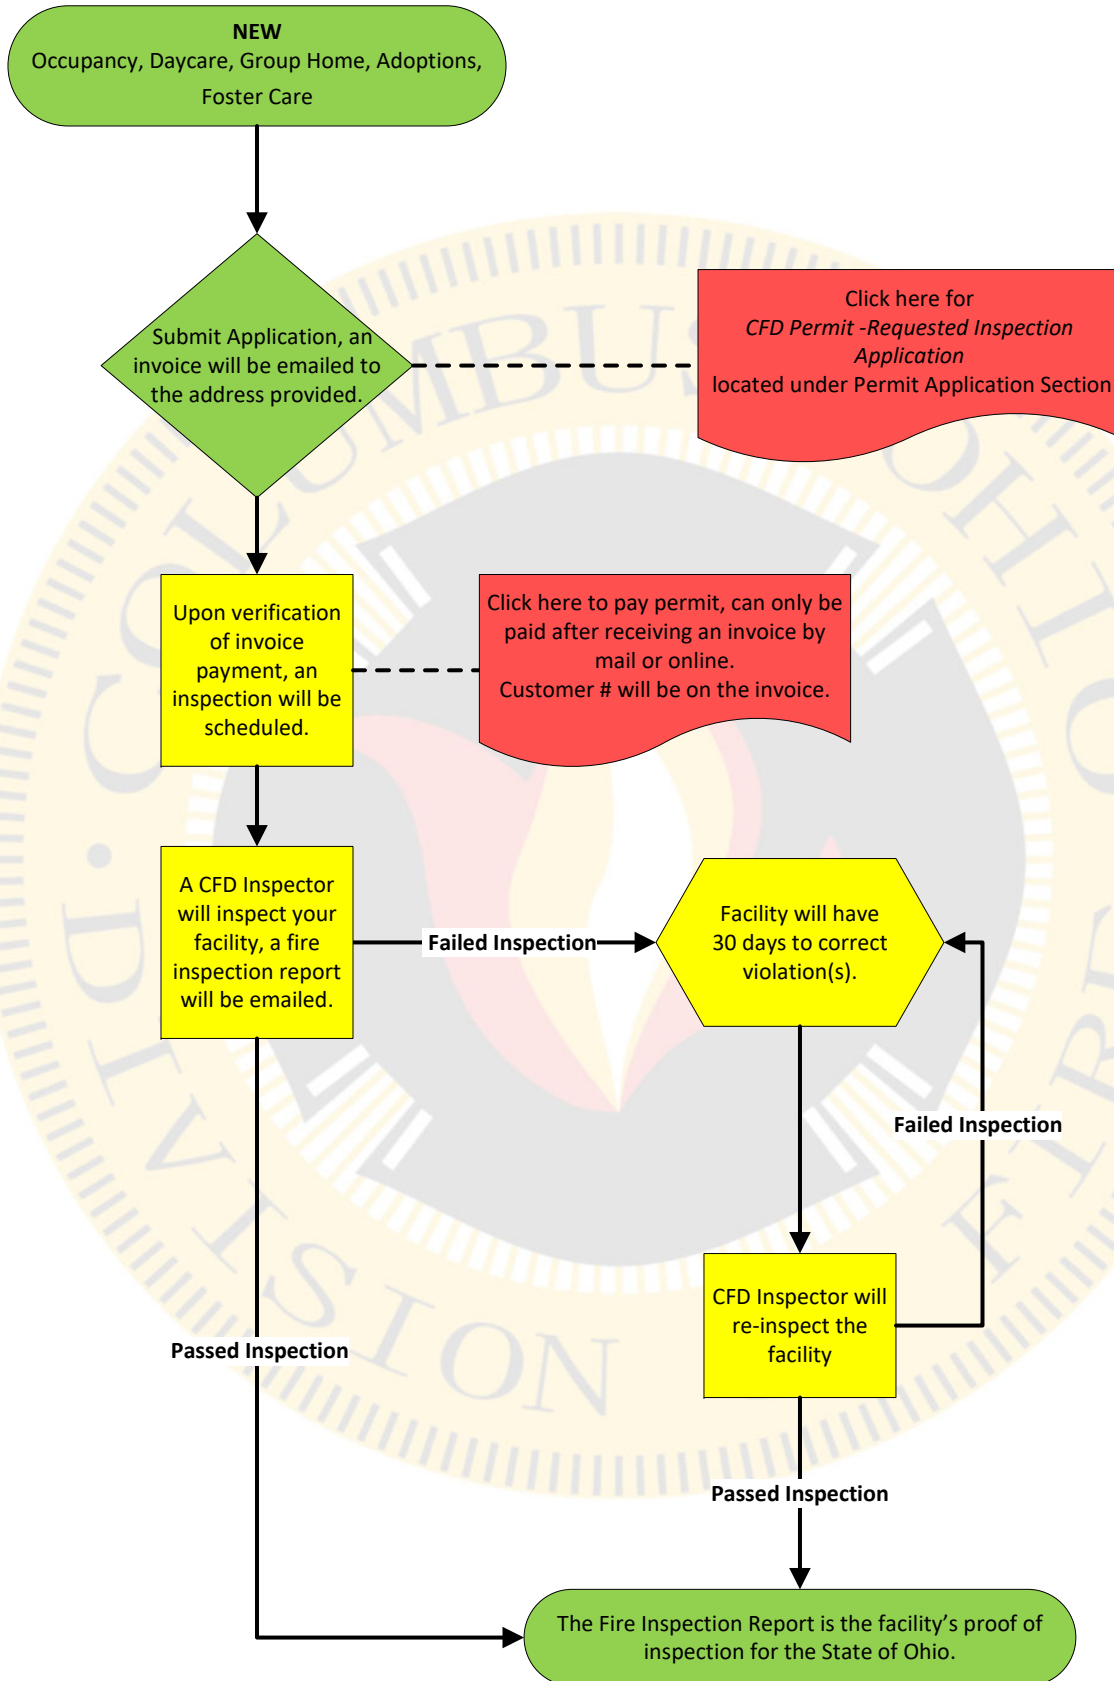 NEW
Occupancy, Daycare, Group Home, Adoptions,
Foster Care
Submit Application, an
invoice will be emailed to
the address provided.
Click here for
CFD Permit -Requested Inspection
Application
located under Permit Application Section
Upon verification
of invoice
payment, an
inspection will be
scheduled.
Click here to pay permit, can only be
paid after receiving an invoice by
mail or online.
Customer # will be on the invoice.
A CFD Inspector
will inspect your
facility, a fire
inspection report
will be emailed.
Failed Inspection
Facility will have
30 days to correct
violation(s).
Failed Inspection
CFD Inspector will
re-inspect the
facility
Passed Inspection
Passed Inspection
The Fire Inspection Report is the facility’s proof of
inspection for the State of Ohio.
COLUMBUS OHIO
DIVISION FIRE